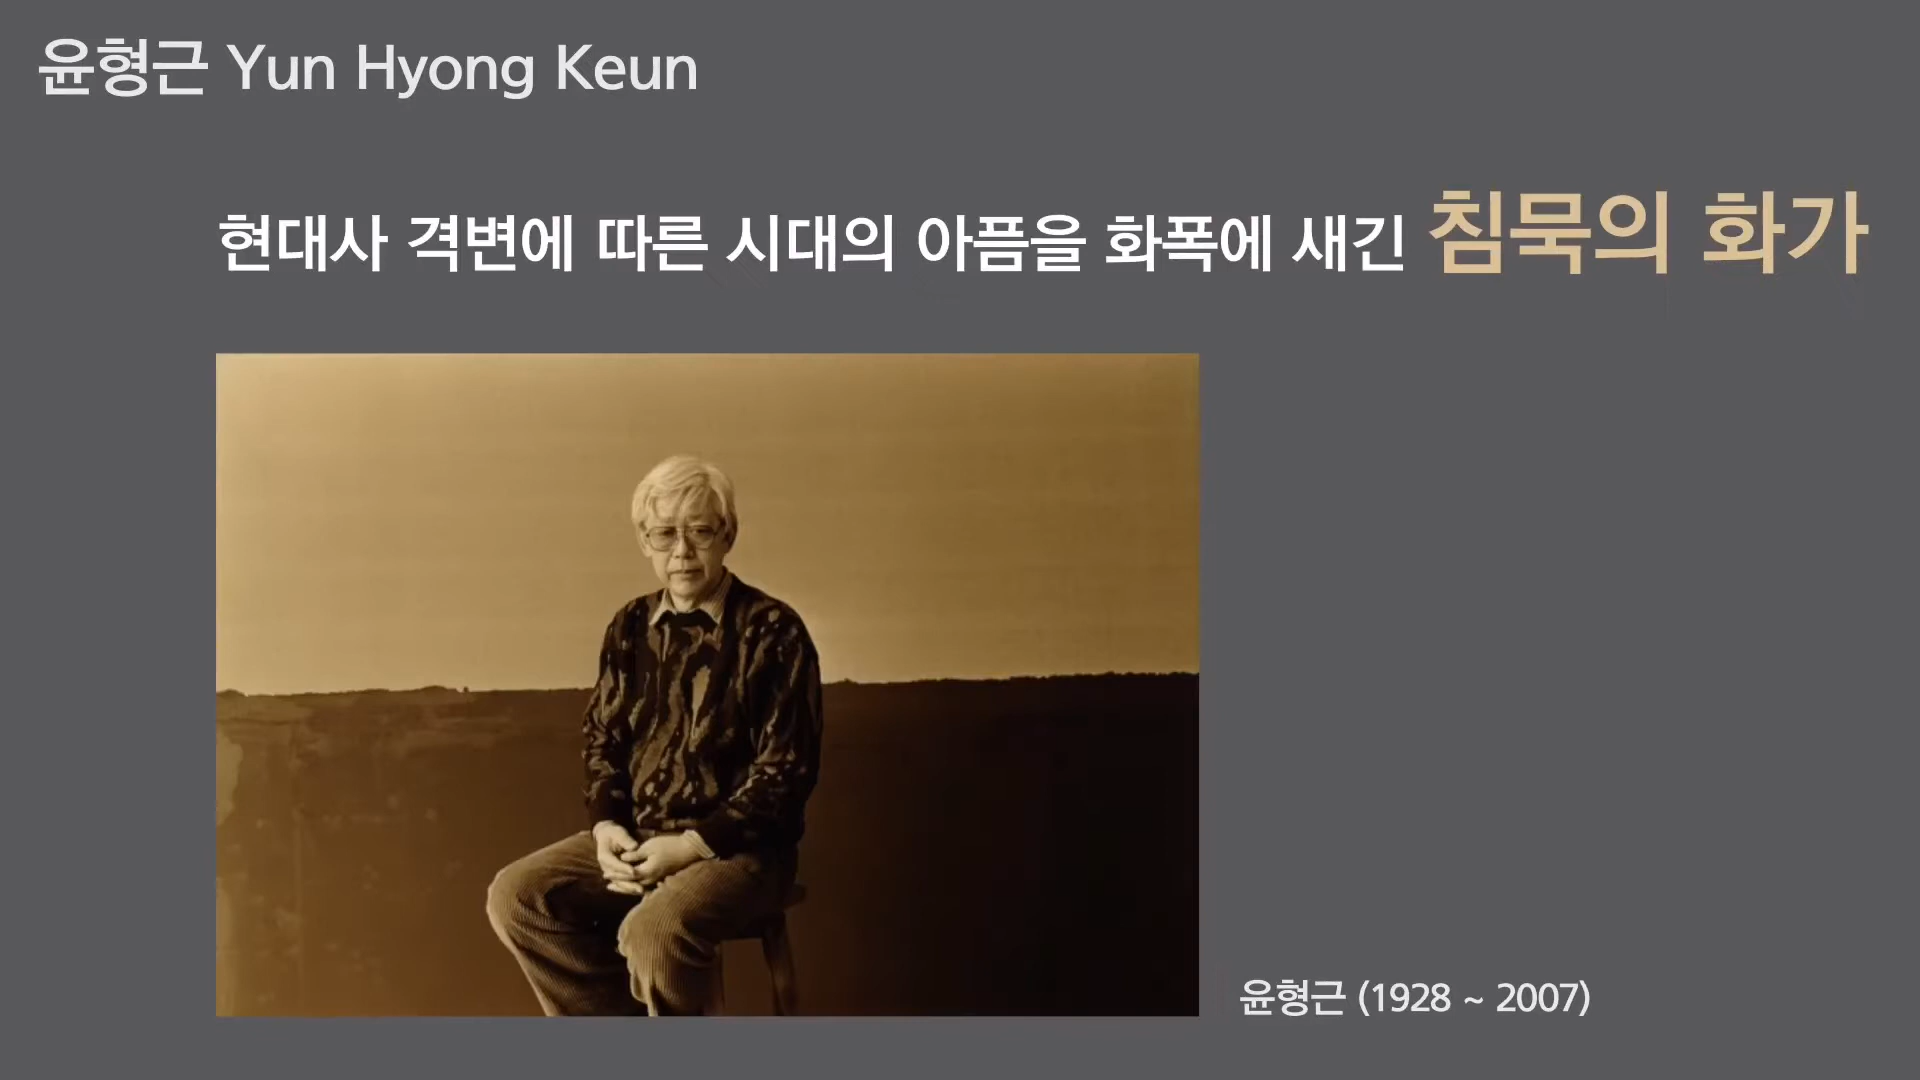 윤형근 Yun Hyong Keun
현대사 격변에 따른 시대의 아픔을 화폭에 새긴 침묵의 화가
윤형근 (1928 ~ 2007)